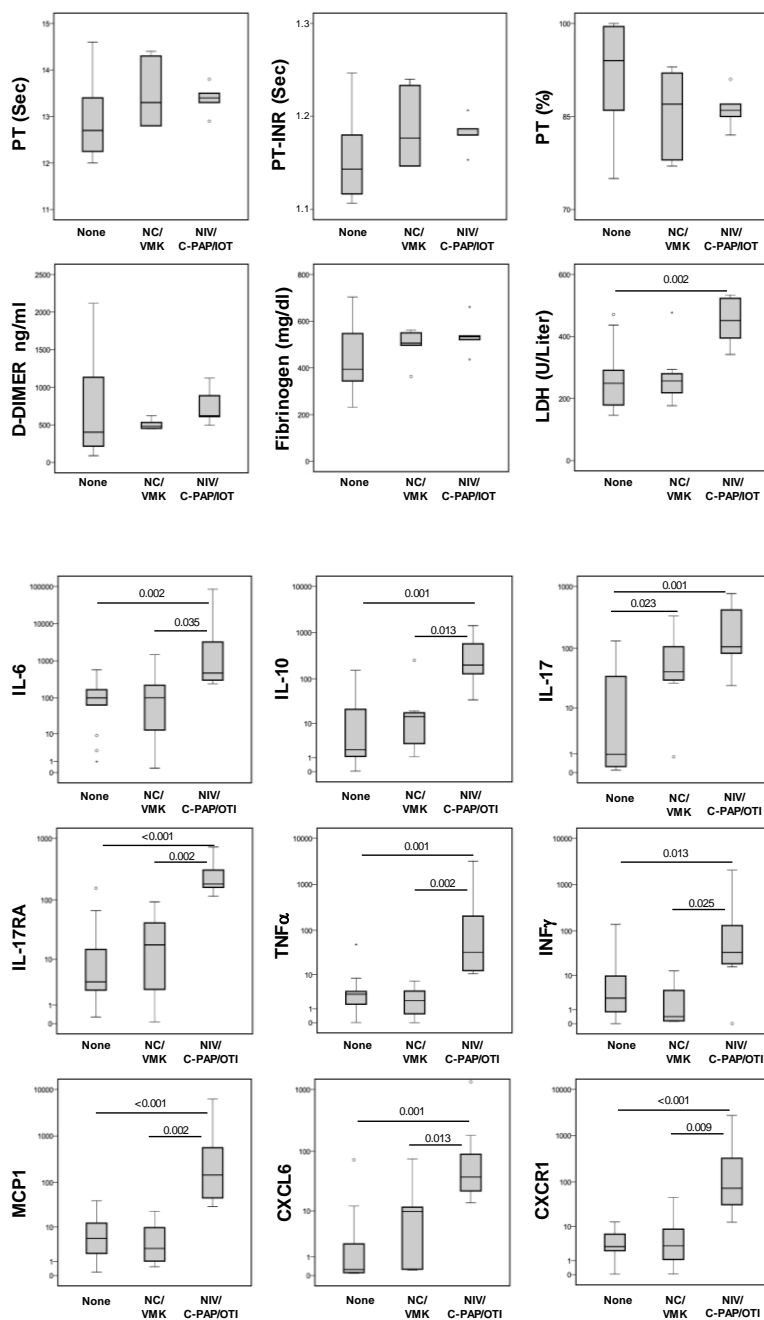 PT (Sec)
15
14
13
12
11
None
NC/
VMK
NIV/
C-PAP/IOT
PT-INR (Sec)
1.3
1.2
1.1
None
NC/
VMK
NIV/
C-PAP/IOT
PT (%)
100
85
70
None
NC/
VMK
NIV/
C-PAP/IOT
D-DIMER ng/ml
2500
2000
1500
1000
500
0
None
NC/
VMK
NIV/
C-PAP/IOT
Fibrinogen (mg/dl)
800
600
400
200
0
None
NC/
VMK
NIV/
C-PAP/IOT
LDH (U/Liter)
600
400
200
0
0.002
None
NC/
VMK
NIV/
C-PAP/IOT
IL-6
100000
10000
1000
100
10
1
0
0.002
0.035
None
NC/
VMK
NIV/
C-PAP/OTI
IL-10
10000
1000
100
10
1
0
0.001
0.013
None
NC/
VMK
NIV/
C-PAP/OTI
IL-17
1000
100
10
1
0
0.001
0.023
None
NC/
VMK
NIV/
C-PAP/OTI
IL-17RA
1000
100
10
1
0
<0.001
0.002
None
NC/
VMK
NIV/
C-PAP/OTI
TNFα
10000
1000
100
10
1
0
0.001
0.002
None
NC/
VMK
NIV/
C-PAP/OTI
INFγ
10000
1000
100
10
1
0
0.013
0.025
None
NC/
VMK
NIV/
C-PAP/OTI
MCP1
10000
1000
100
10
1
0
<0.001
0.002
None
NC/
VMK
NIV/
C-PAP/OTI
CXCL6
1000
100
10
1
0
0.001
0.013
None
NC/
VMK
NIV/
C-PAP/OTI
CXCR1
10000
1000
100
10
1
0
<0.001
0.009
None
NC/
VMK
NIV/
C-PAP/OTI